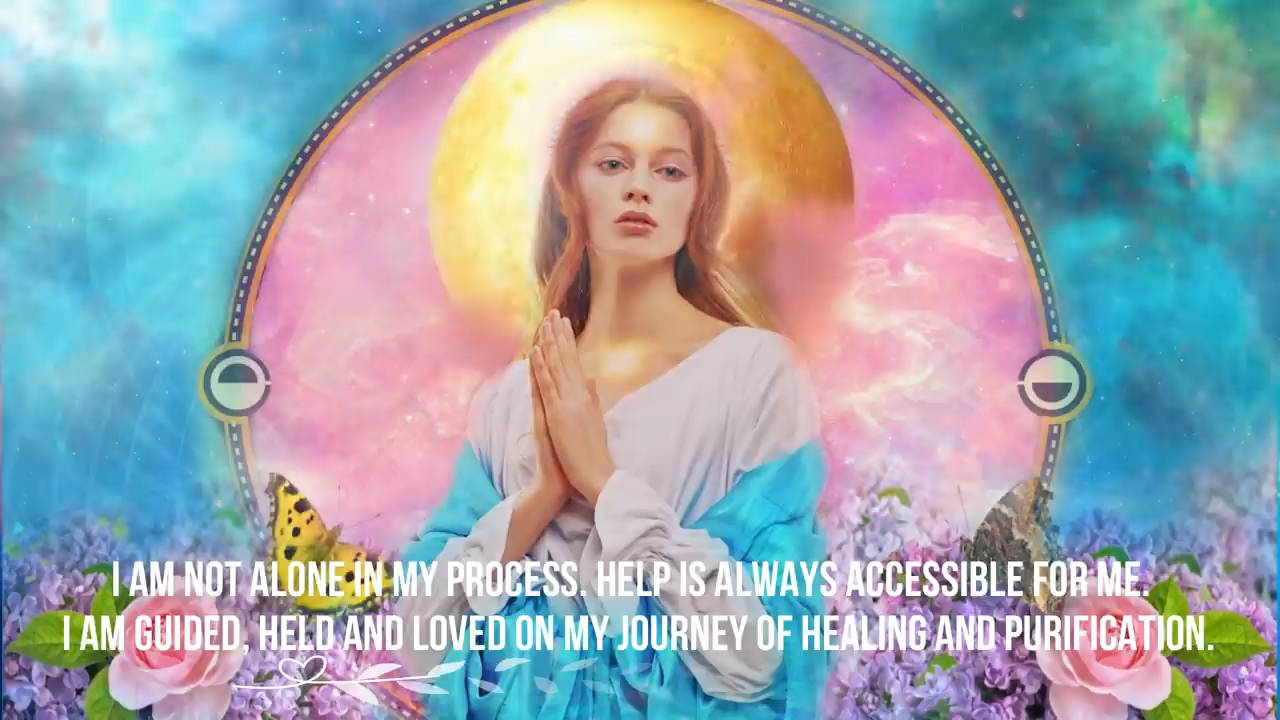 I AM NOT ALONE IN MY PROCESS. HELP IS ALWAYS ACCESSIBLE FOR ME.
I AM GUIDED, HELD AND LOVED ON MY JOURNEY OF HEALING AND PURIFICATION.